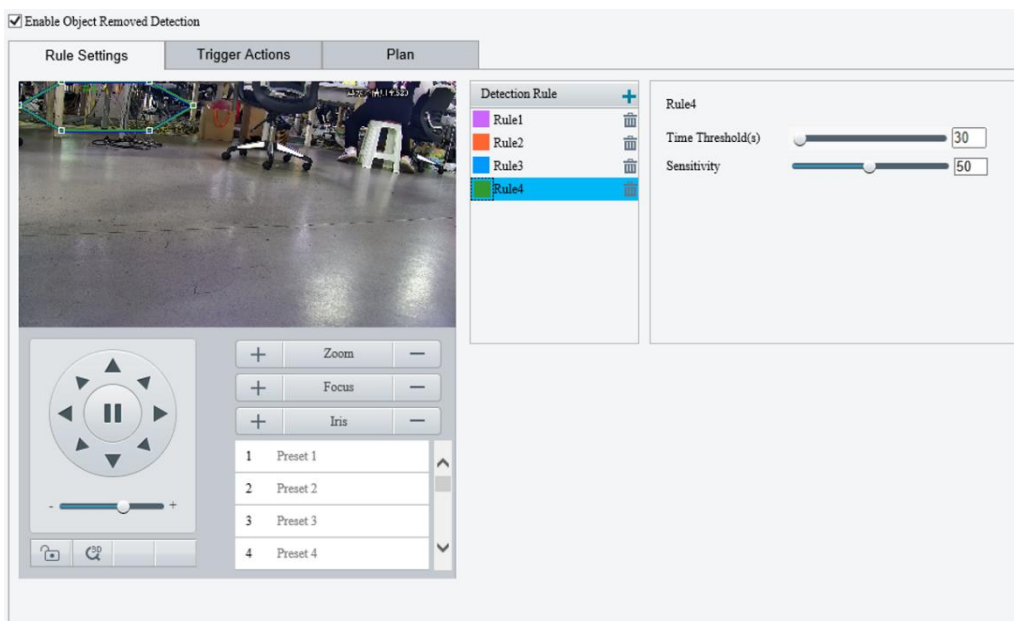 Enable Object Removed Detection
Rule Settings
Trigger Actions
Plan
Detection Rule
Rule1
Rule2
Rule3
Rule4
Rule4
Time Threshold(s)
30
Sensitivity
50
+ Zoom —
+ Focus —
+ Iris —
1 Preset 1
2 Preset 2
3 Preset 3
4 Preset 4
- +
3D